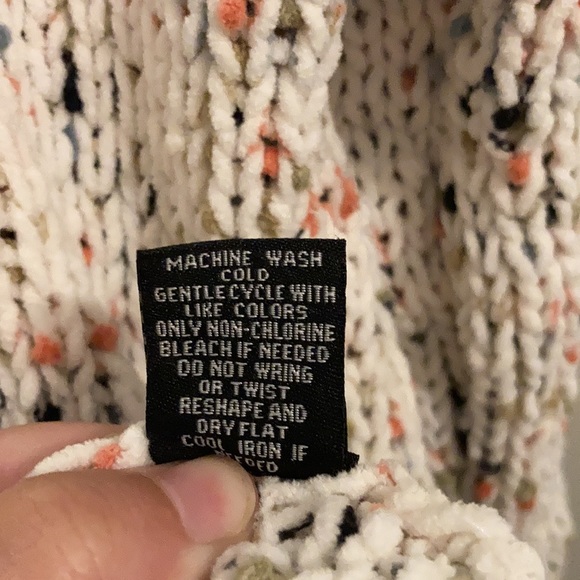 MACHINE WASH
COLD
GENTLE CYCLE WITH
LIKE COLORS
ONLY NON-CHLORINE
BLEACH IF NEEDED
DO NOT WRING
OR TWIST
RESHAPE AND
DRY FLAT
COOL IRON IF
NEEDED